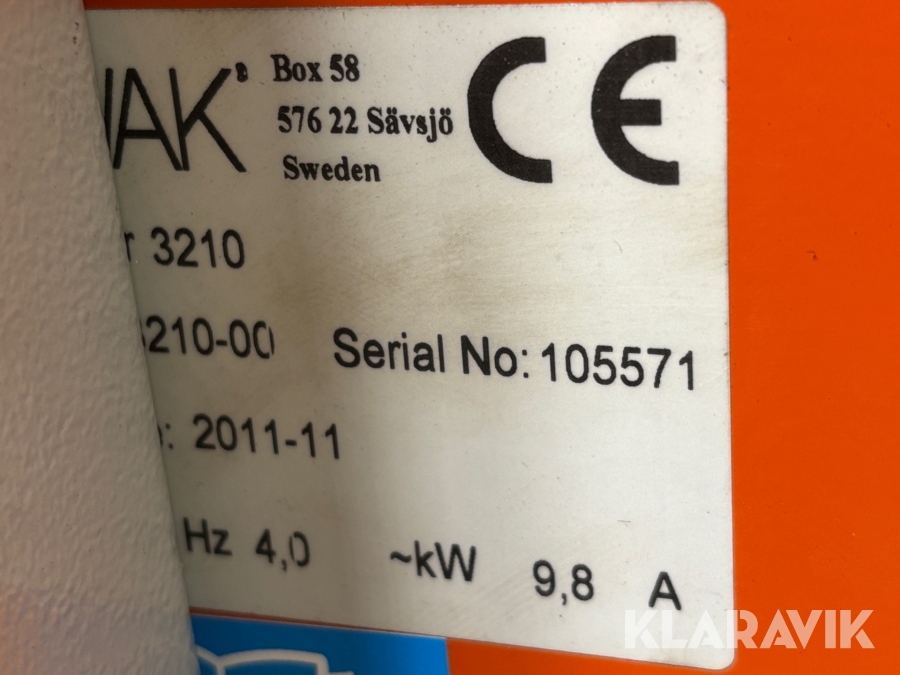 AK® Box 58
576 22 Sävsjö
Sweden
CE
r 3210
210-00 Serial No: 105571
: 2011-11
Hz 4,0 ~kW 9,8 A
KLARAVIK